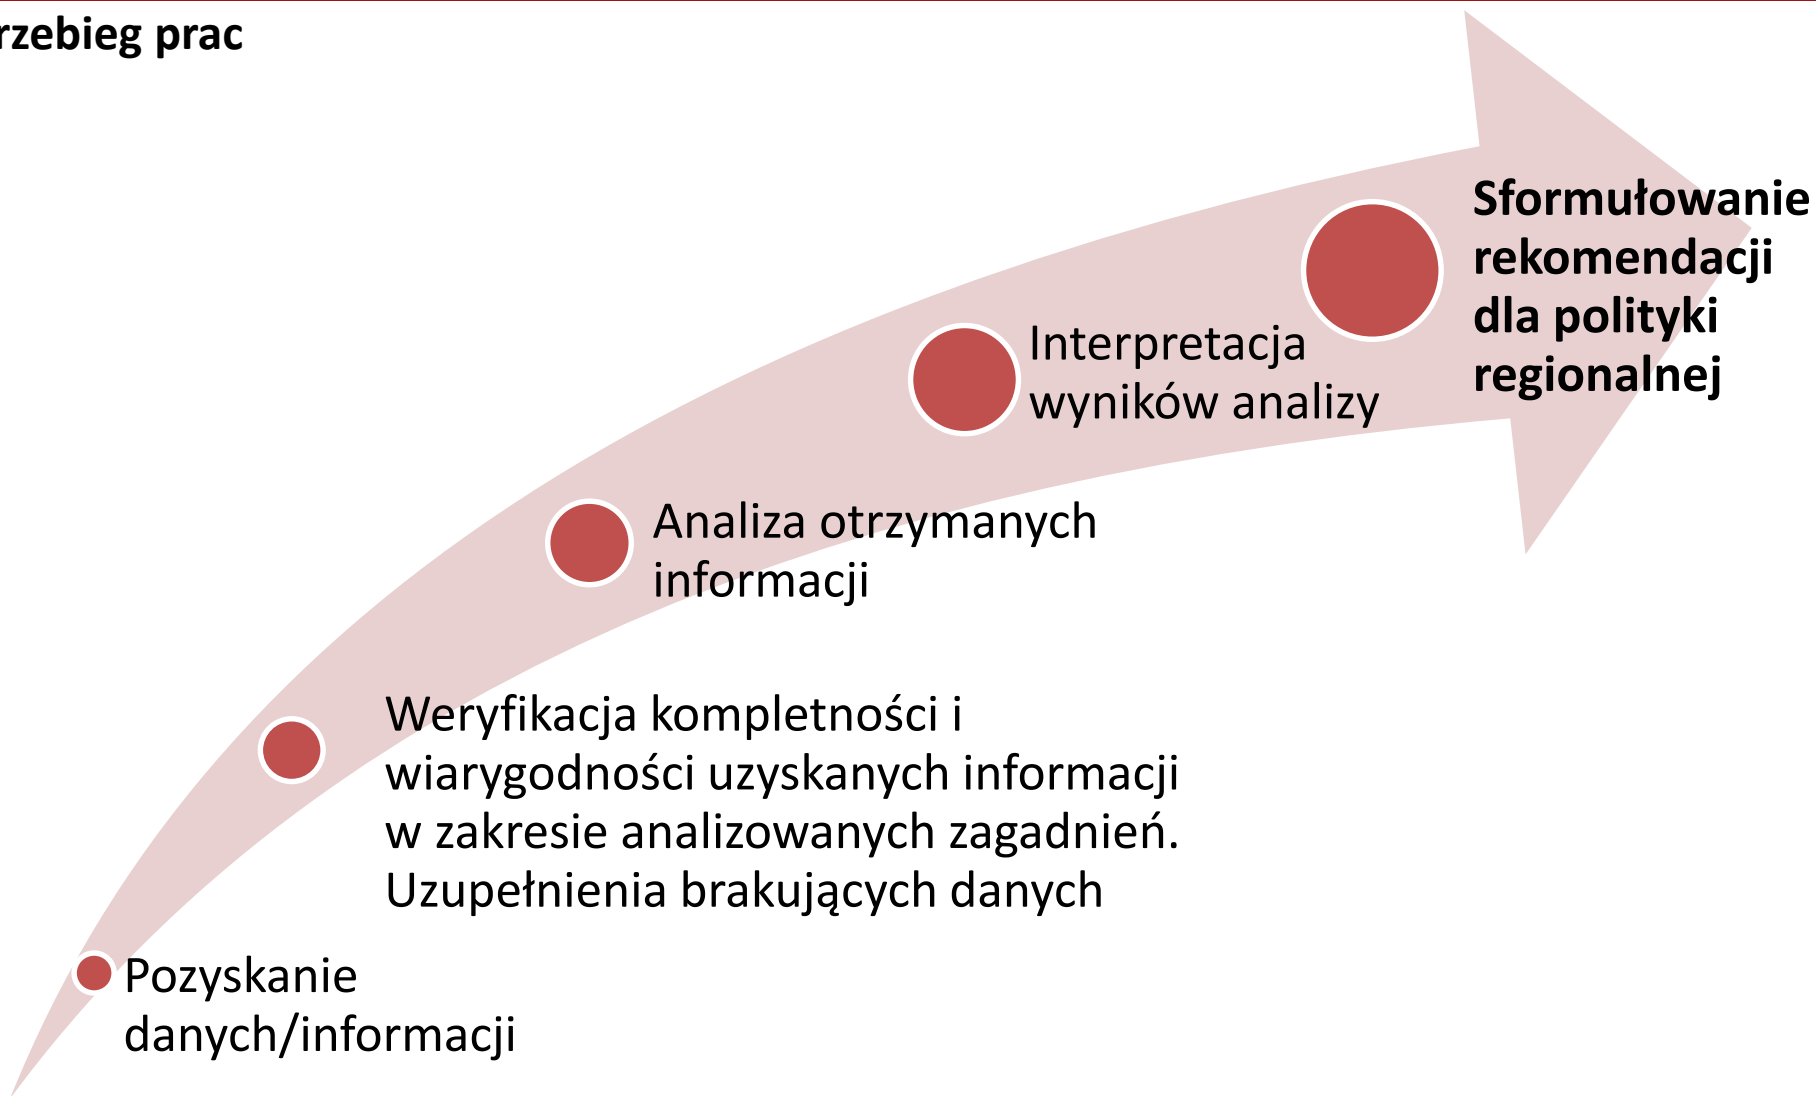 rzebieg prac
Sformułowanie
rekomendacji
dla polityki
regionalnej
Interpretacja
wyników analizy
Analiza otrzymanych
informacji
Weryfikacja kompletności i
wiarygodności uzyskanych informacji
w zakresie analizowanych zagadnień.
Uzupełnienia brakujących danych
Pozyskanie
danych/informacji